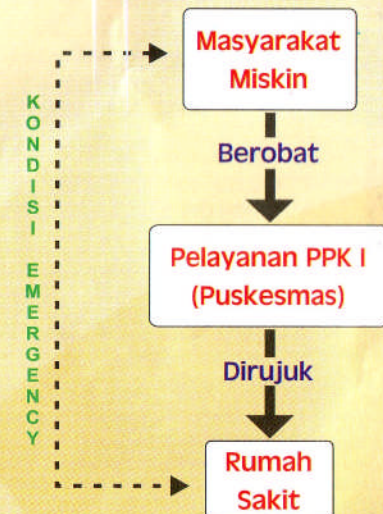 Masyarakat
Miskin
Berobat
Pelayanan PPK I
(Puskesmas)
Dirujuk
Rumah
Sakit
KONDISI EMERGENCY